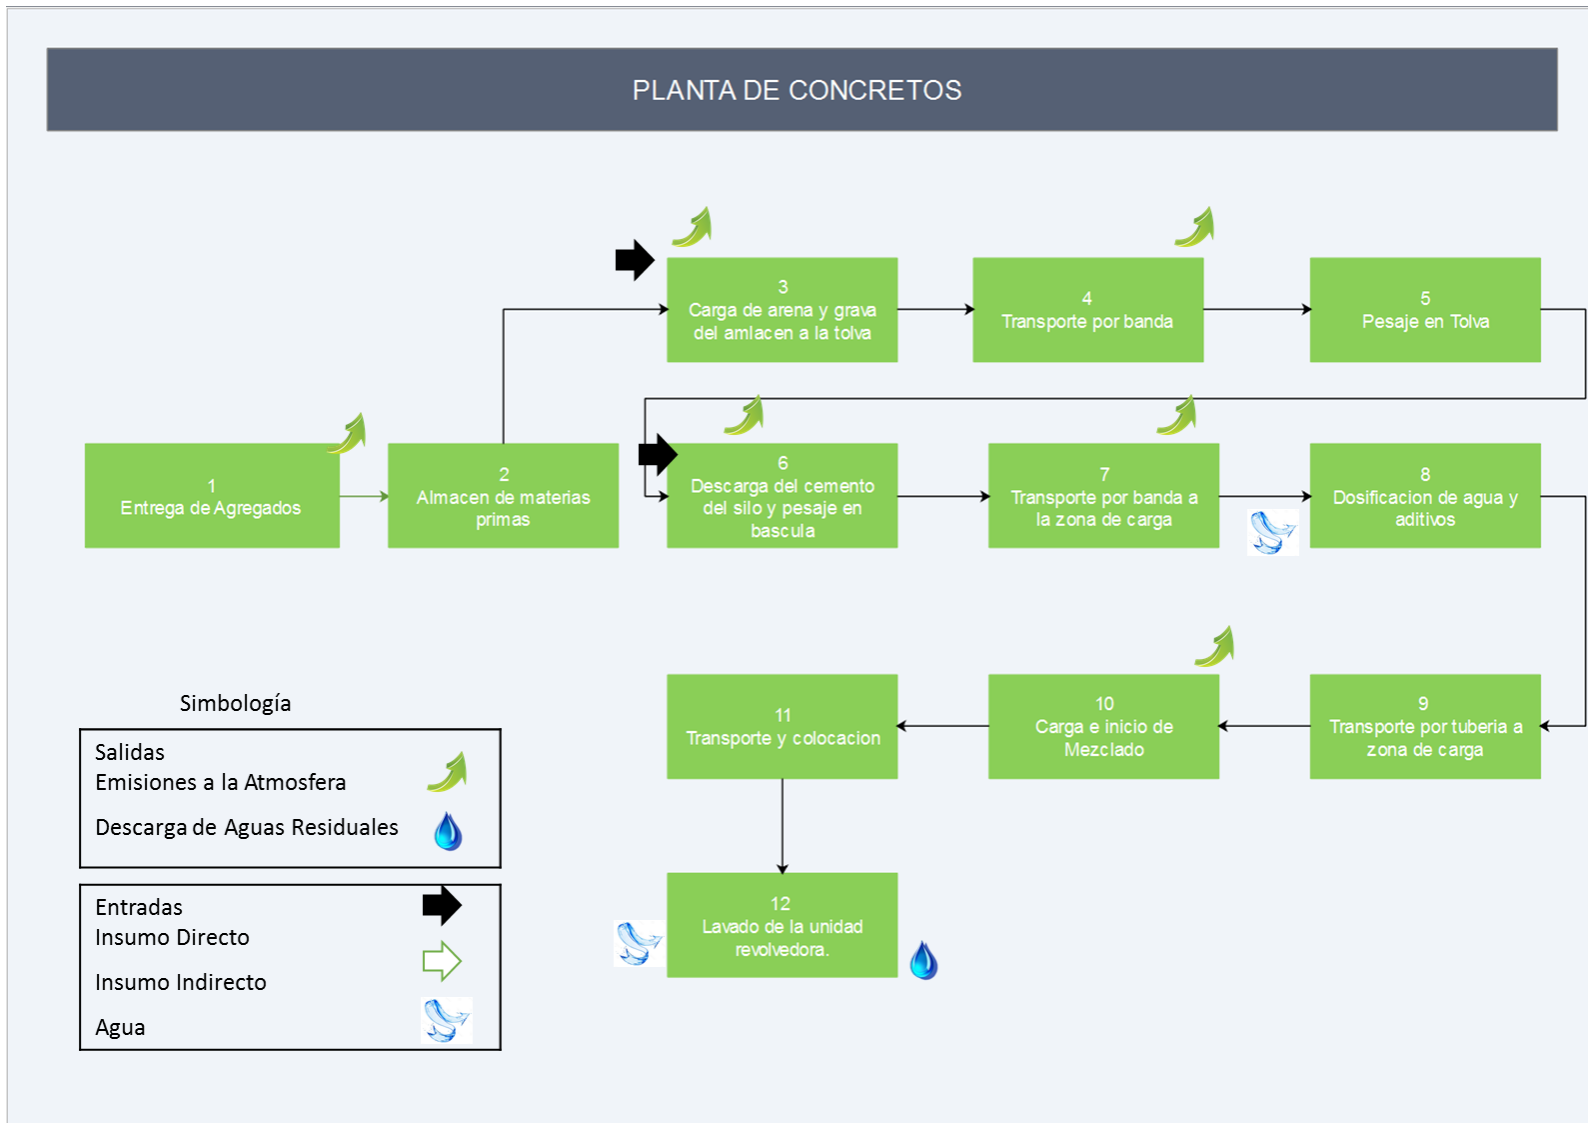 PLANTA DE CONCRETOS
1
Entrega de Agregados
2
Almacen de materias
primas
3
Carga de arena y grava
del amlacen a la tolva
4
Transporte por banda
5
Pesaje en Tolva
6
Descarga del cemento
del silo y pesaje en
bascula
7
Transporte por banda a
la zona de carga
8
Dosificacion de agua y
aditivos
9
Transporte por tuberia a
zona de carga
10
Carga e inicio de
Mezclado
11
Transporte y colocacion
12
Lavado de la unidad
revolvedora.
Simbología
Salidas
Emisiones a la Atmosfera
Descarga de Aguas Residuales
Entradas
Insumo Directo
Insumo Indirecto
Agua